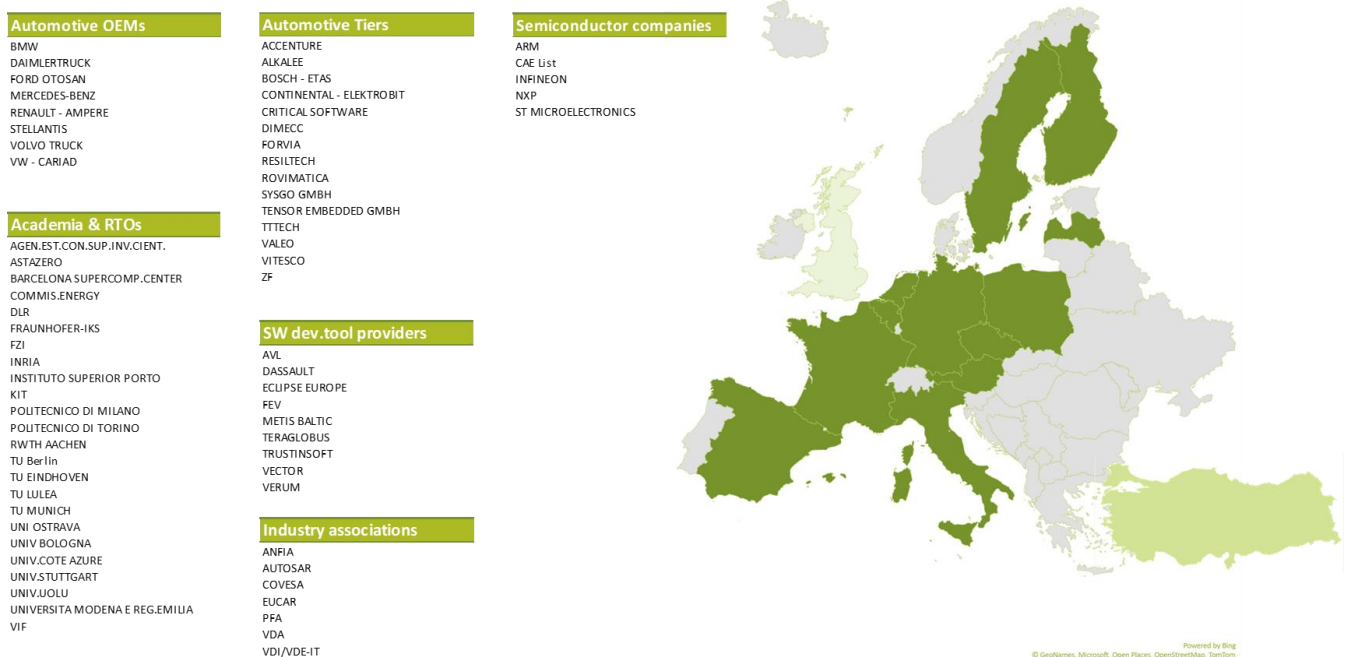 Automotive OEMs
BMW
DAIMLERTRUCK
FORD OTOSAN
MERCEDES-BENZ
RENAULT - AMPERE
STELLANTIS
VOLVO TRUCK
VW - CARIAD
Academia & RTOs
AGEN.EST.CON.SUP.INV.CIENT.
ASTAZERO
BARCELONA SUPERCOMP.CENTER
COMMIS.ENERGY
DLR
FRAUNHOFER-IKS
FZI
INRIA
INSTITUTO SUPERIOR PORTO
KIT
POLITECNICO DI MILANO
POLITECNICO DI TORINO
RWTH AACHEN
TU Berlin
TU EINDHOVEN
TU LULEA
TU MUNICH
UNI OSTRAVA
UNIV BOLOGNA
UNIV.COTE AZURE
UNIV.STUTTGART
UNIV.UOLU
UNIVERSITA MODENA E REG.EMILIA
VIF
Automotive Tiers
ACCENTURE
ALKALEE
BOSCH - ETAS
CONTINENTAL - ELEKTROBIT
CRITICAL SOFTWARE
DIMECC
FORVIA
RESILTECH
ROVIMATICA
SYSGO GMBH
TENSOR EMBEDDED GMBH
TTTECH
VALEO
VITESCO
ZF
SW dev.tool providers
AVL
DASSAULT
ECLIPSE EUROPE
FEV
METIS BALTIC
TERAGLOBUS
TRUSTINSOFT
VECTOR
VERUM
Industry associations
ANFIA
AUTOSAR
COVESA
EUCAR
PFA
VDA
VDI/VDE-IT
Semiconductor companies
ARM
CAE List
INFINEON
NXP
ST MICROELECTRONICS
Powered by Bing
© GeoNames, Microsoft, Open Places, OpenStreetMap, TomTom